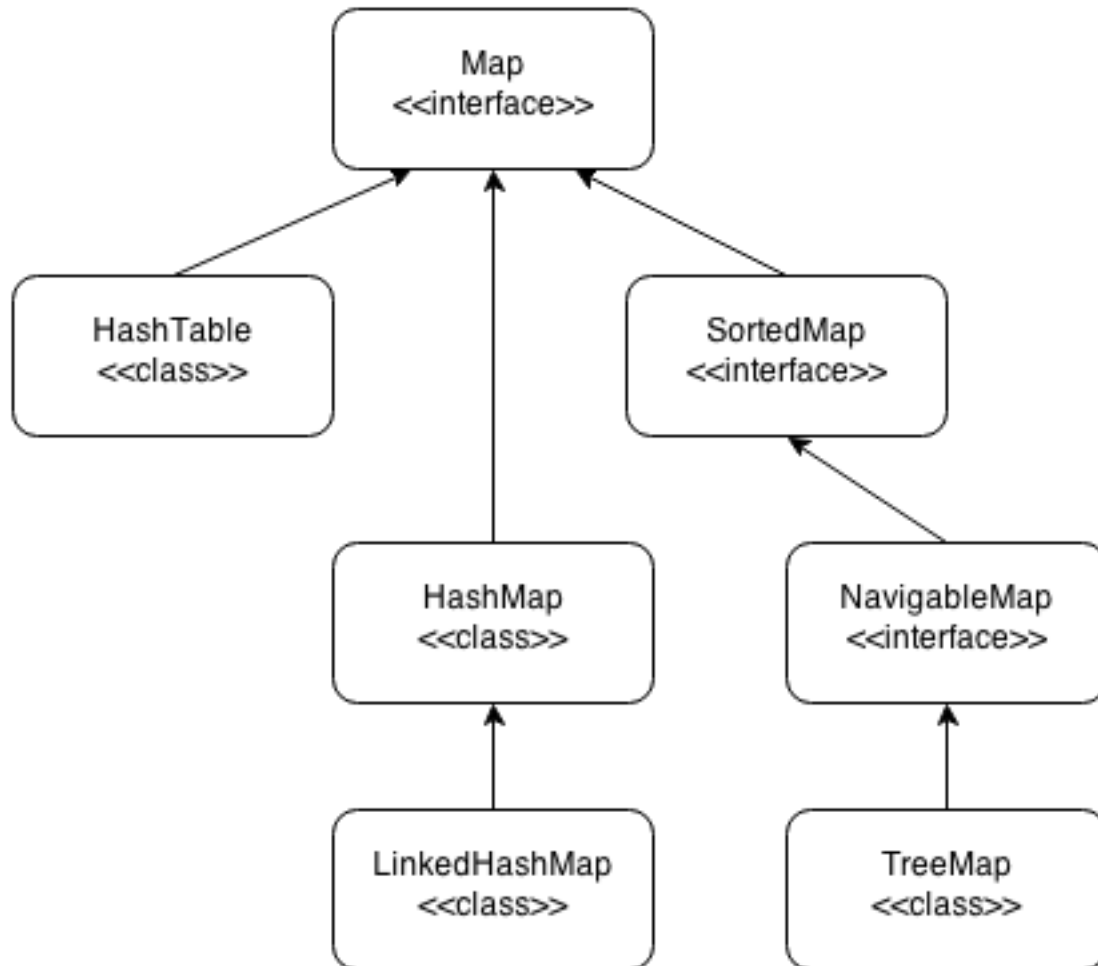 Map
<<interface>>
HashTable
<<class>>
SortedMap
<<interface>>
HashMap
<<class>>
NavigableMap
<<interface>>
LinkedHashMap
<<class>>
TreeMap
<<class>>